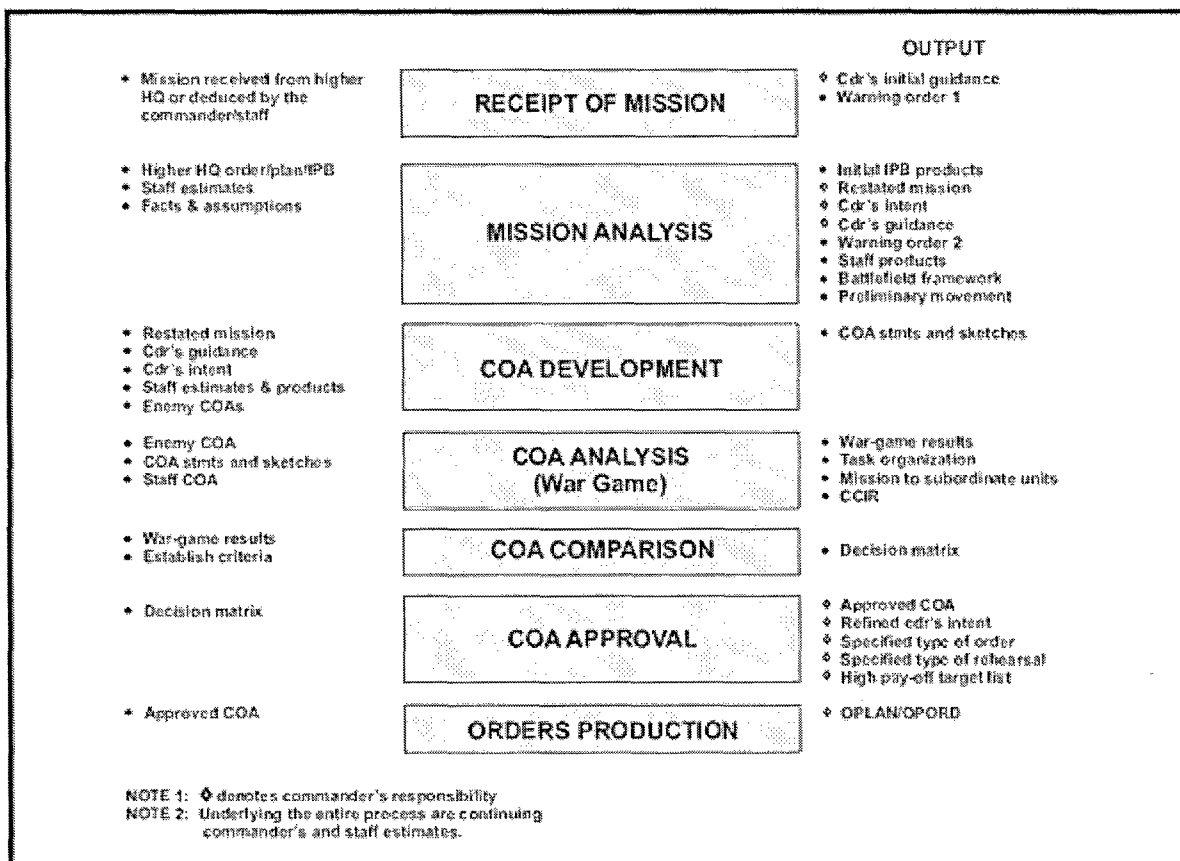 OUTPUT
• Mission received from higher
HQ or deduced by the
commander/staff
RECEIPT OF MISSION
◊ Cdr's initial guidance
• Warning order 1
• Higher HQ order/plan/IPB
• Staff estimates
• Facts & assumptions
MISSION ANALYSIS
• Initial IPB products
◊ Restated mission
◊ Cdr's intent
◊ Cdr's guidance
• Warning order 2
• Staff products
• Battlefield framework
• Preliminary movement
• Restated mission
• Cdr's guidance
• Cdr's intent
• Staff estimates & products
• Enemy COAs
COA DEVELOPMENT
• COA stmts and sketches
• Enemy COA
• COA stmts and sketches
• Staff COA
COA ANALYSIS
(War Game)
• War-game results
• Task organization
• Mission to subordinate units
• CCIR
• War-game results
• Establish criteria
COA COMPARISON
• Decision matrix
• Decision matrix
COA APPROVAL
◊ Approved COA
◊ Refined cdr's intent
◊ Specified type of order
◊ Specified type of rehearsal
◊ High pay-off target list
• Approved COA
ORDERS PRODUCTION
◊ OPLAN/OPORD
NOTE 1: ◊ denotes commander's responsibility
NOTE 2: Underlying the entire process are continuing
commander's and staff estimates.